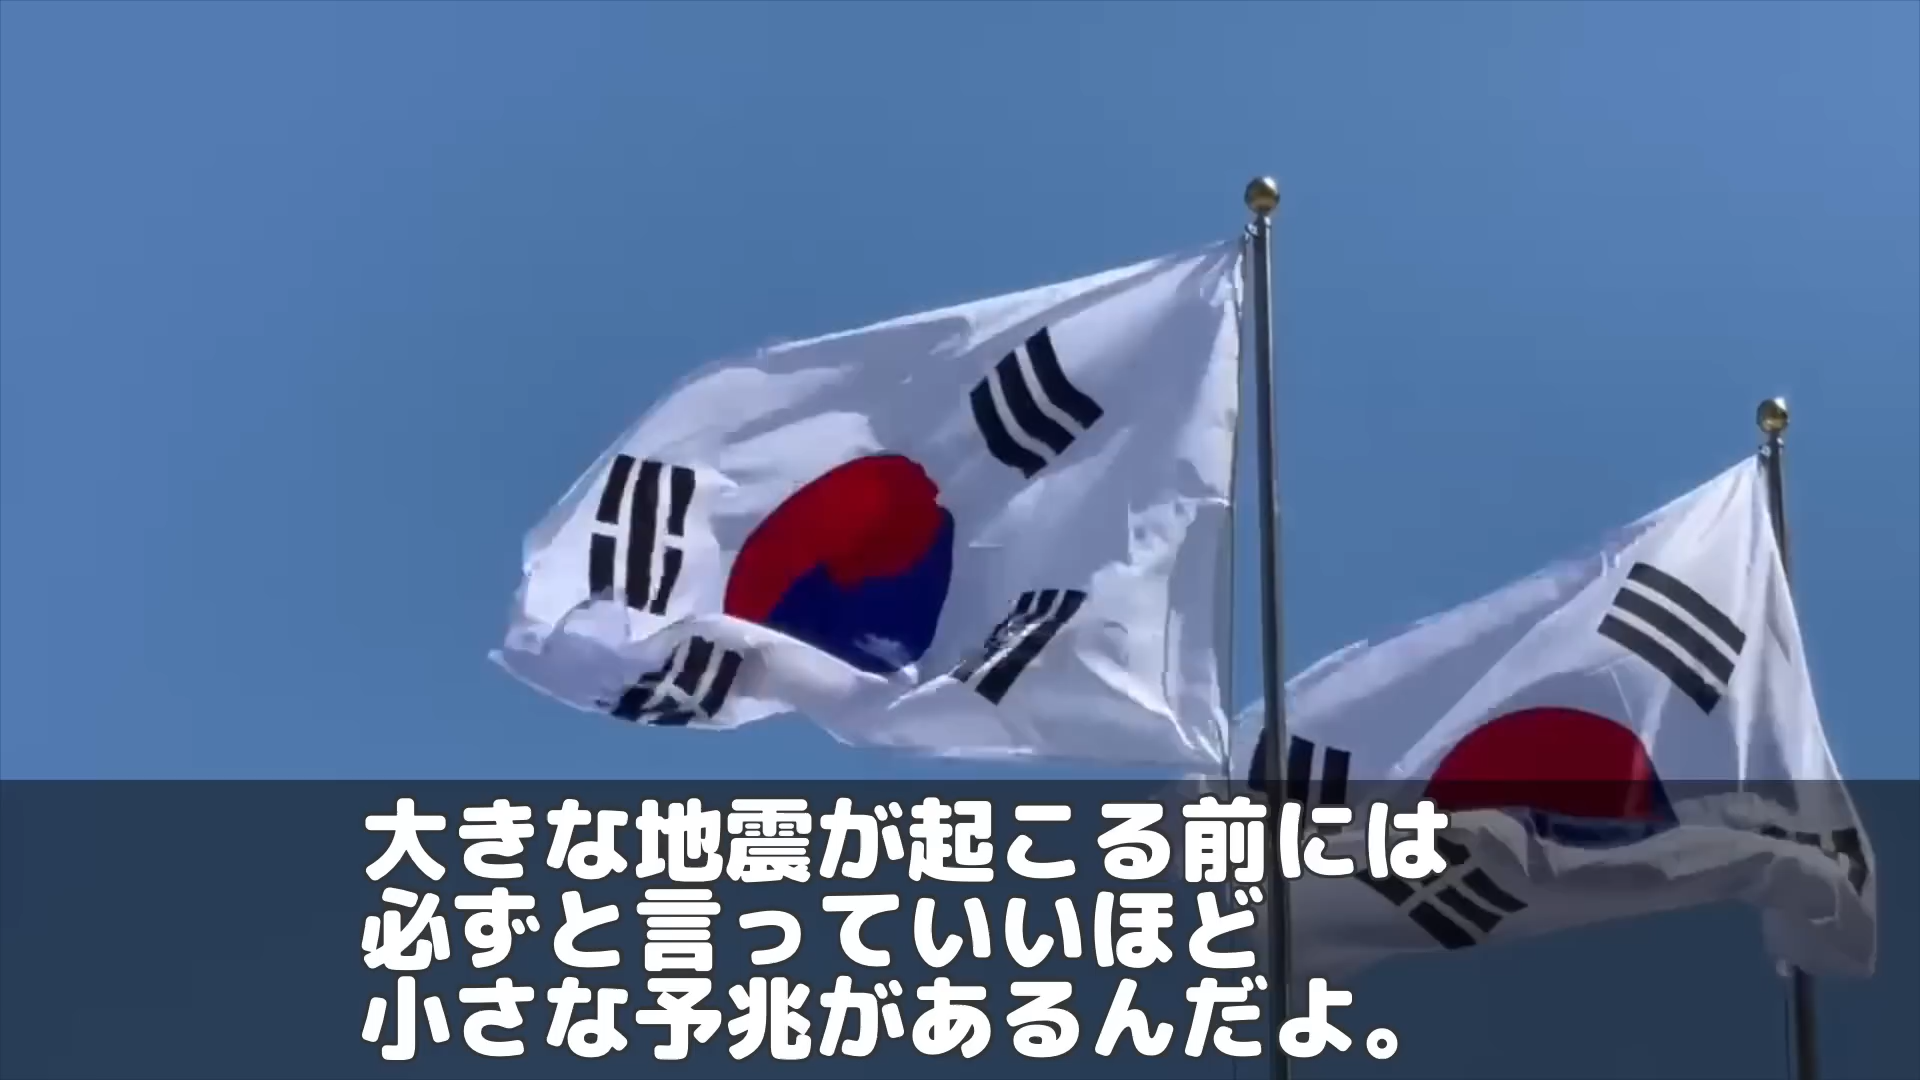 大きな地震が起こる前には
必ずと言っていいほど
小さな予兆があるんだよ。